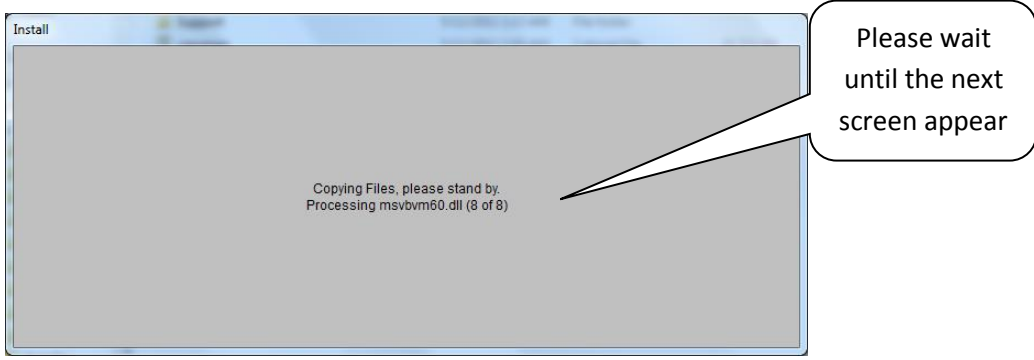 Install
Copying Files, please stand by.
Processing msvbvm60.dll (8 of 8)
Please wait
until the next
screen appear